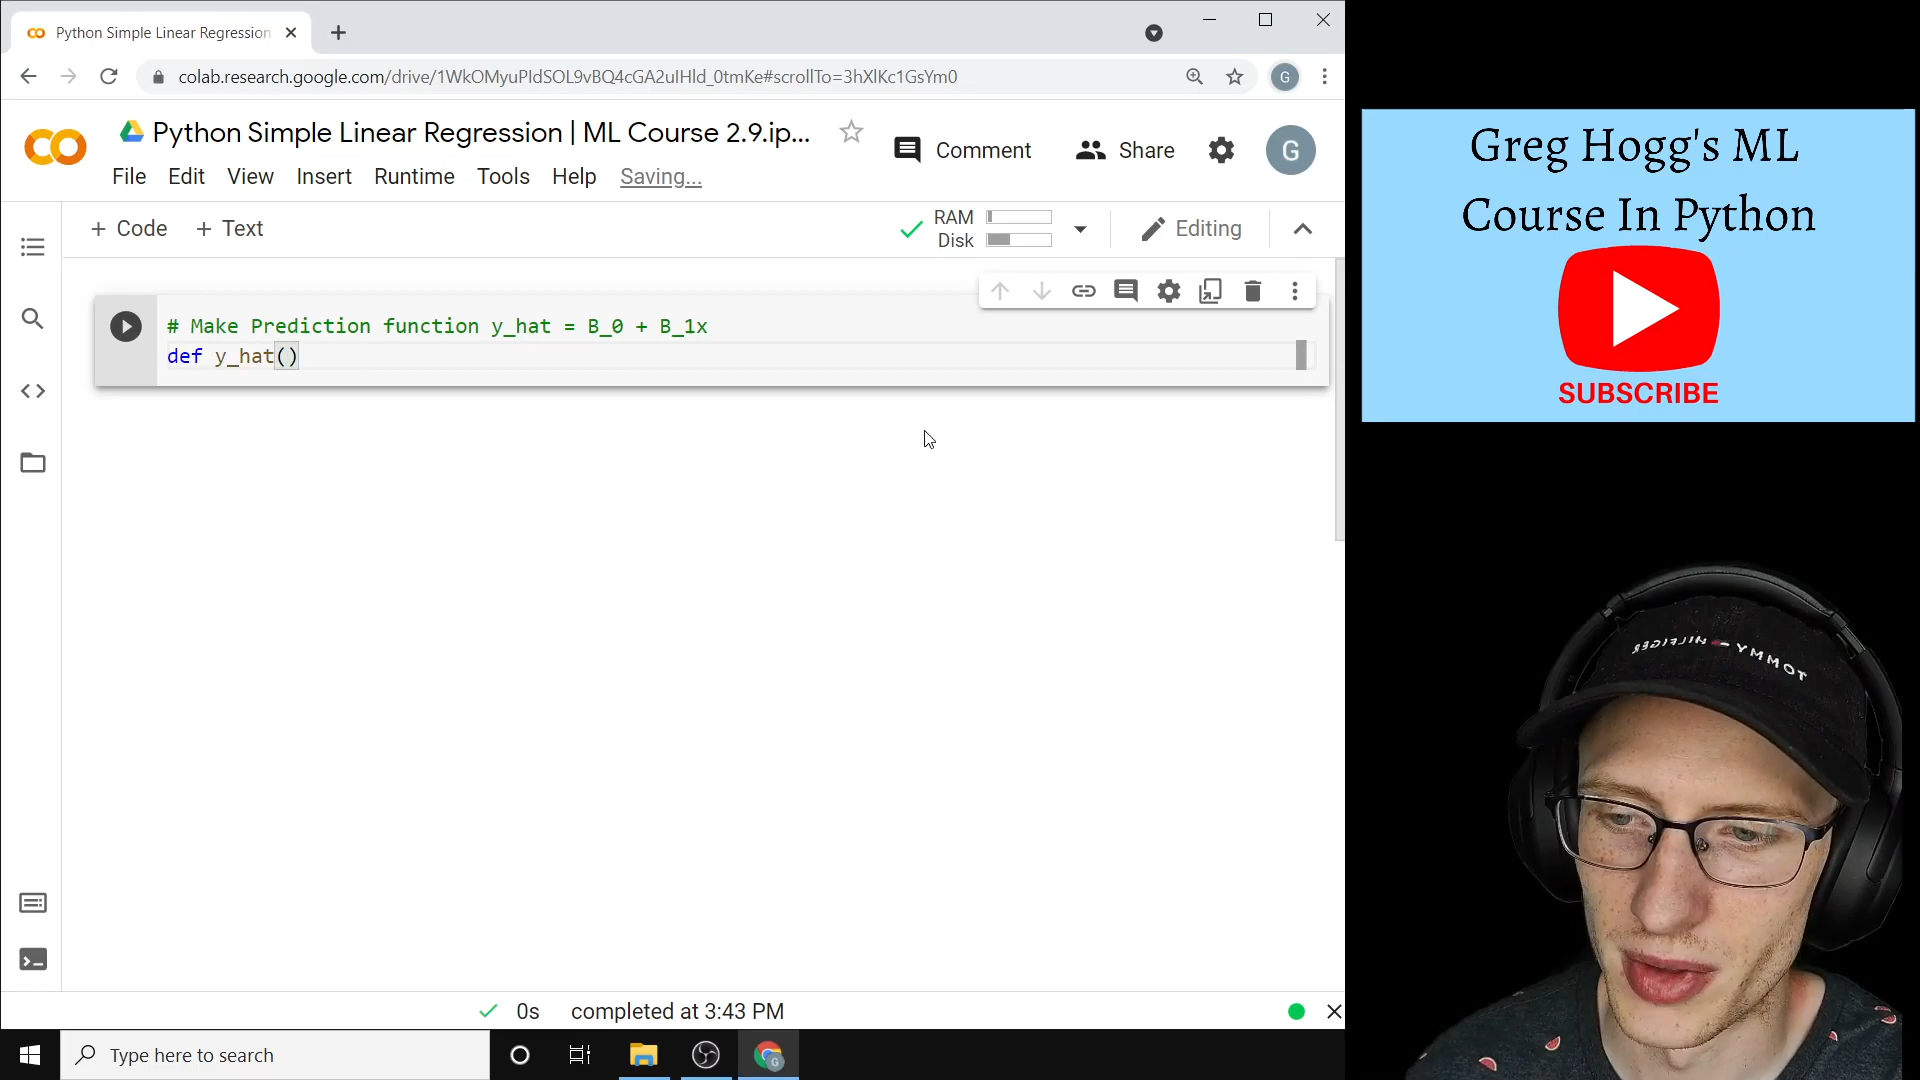 Python Simple Linear Regression
colab.research.google.com/drive/1WkOMyuPIdSOL9vBQ4cGA2uIHld_0tmKe#scrollTo=3hXlKc1GsYm0
G
Python Simple Linear Regression | ML Course 2.9.ip...
Comment
Share
G
File Edit View Insert Runtime Tools Help Saving...
+ Code + Text
RAM
Disk
Editing
# Make Prediction function y_hat = B_0 + B_1x
def y_hat()
0s completed at 3:43 PM
Type here to search
G
Greg Hogg's ML
Course In Python
SUBSCRIBE
TOMMY HILFIGER